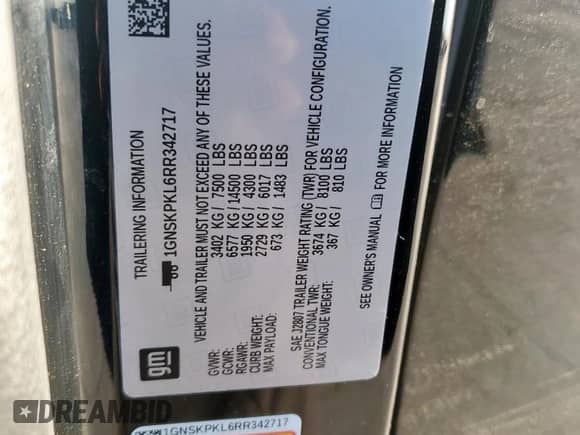 TRAILERING INFORMATION
1GNSKPKL6RR342717
VEHICLE AND TRAILER MUST NOT EXCEED ANY OF THESE VALUES.
GVWR: 3402 KG / 7500 LBS
GCWR: 6577 KG / 14500 LBS
RGAWR: 1950 KG / 4300 LBS
CURB WEIGHT: 2729 KG / 6017 LBS
MAX PAYLOAD: 673 KG / 1483 LBS
SAE J2807 TRAILER WEIGHT RATING (TWR) FOR VEHICLE CONFIGURATION.
CONVENTIONAL TWR: 3674 KG / 8100 LBS
MAX TONGUE WEIGHT: 367 KG / 810 LBS
SEE OWNER'S MANUAL FOR MORE INFORMATION
gm
1GNSKPKL6RR342717
DREAMBID